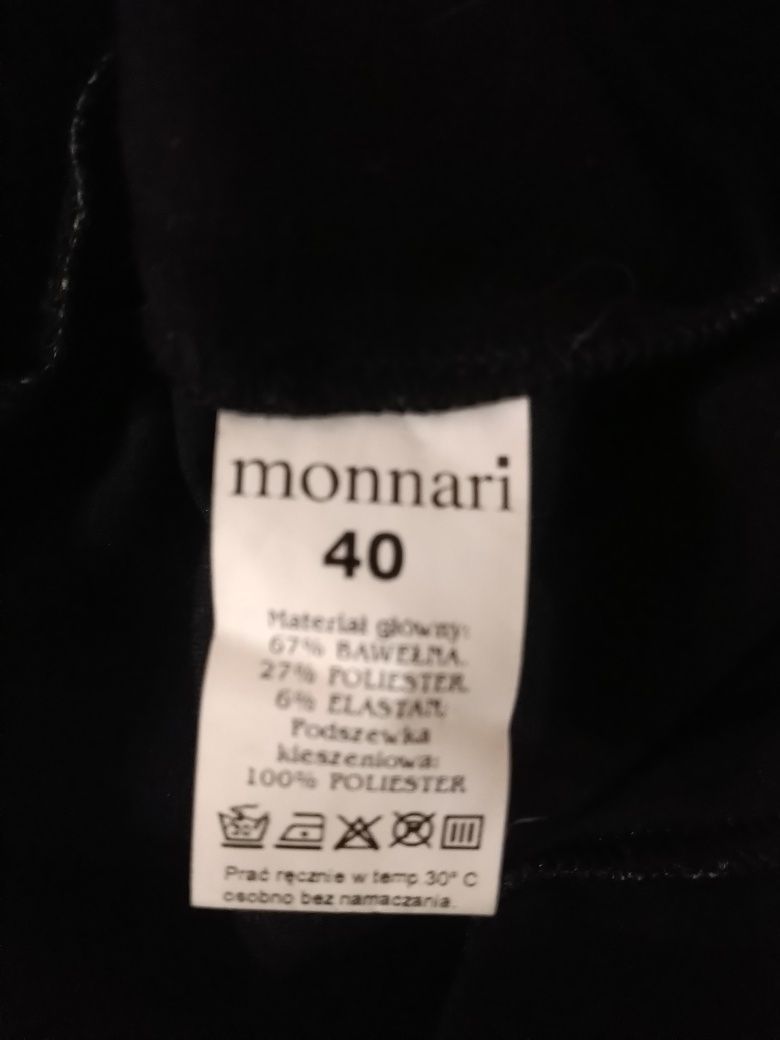 monnari
40
Materiał główny:
67% BAWEŁNA
27% POLIESTER
6% ELASTAN
Podszewka
kieszeniowa:
100% POLIESTER
Prać ręcznie w temp 30° C
osobno bez namaczania.